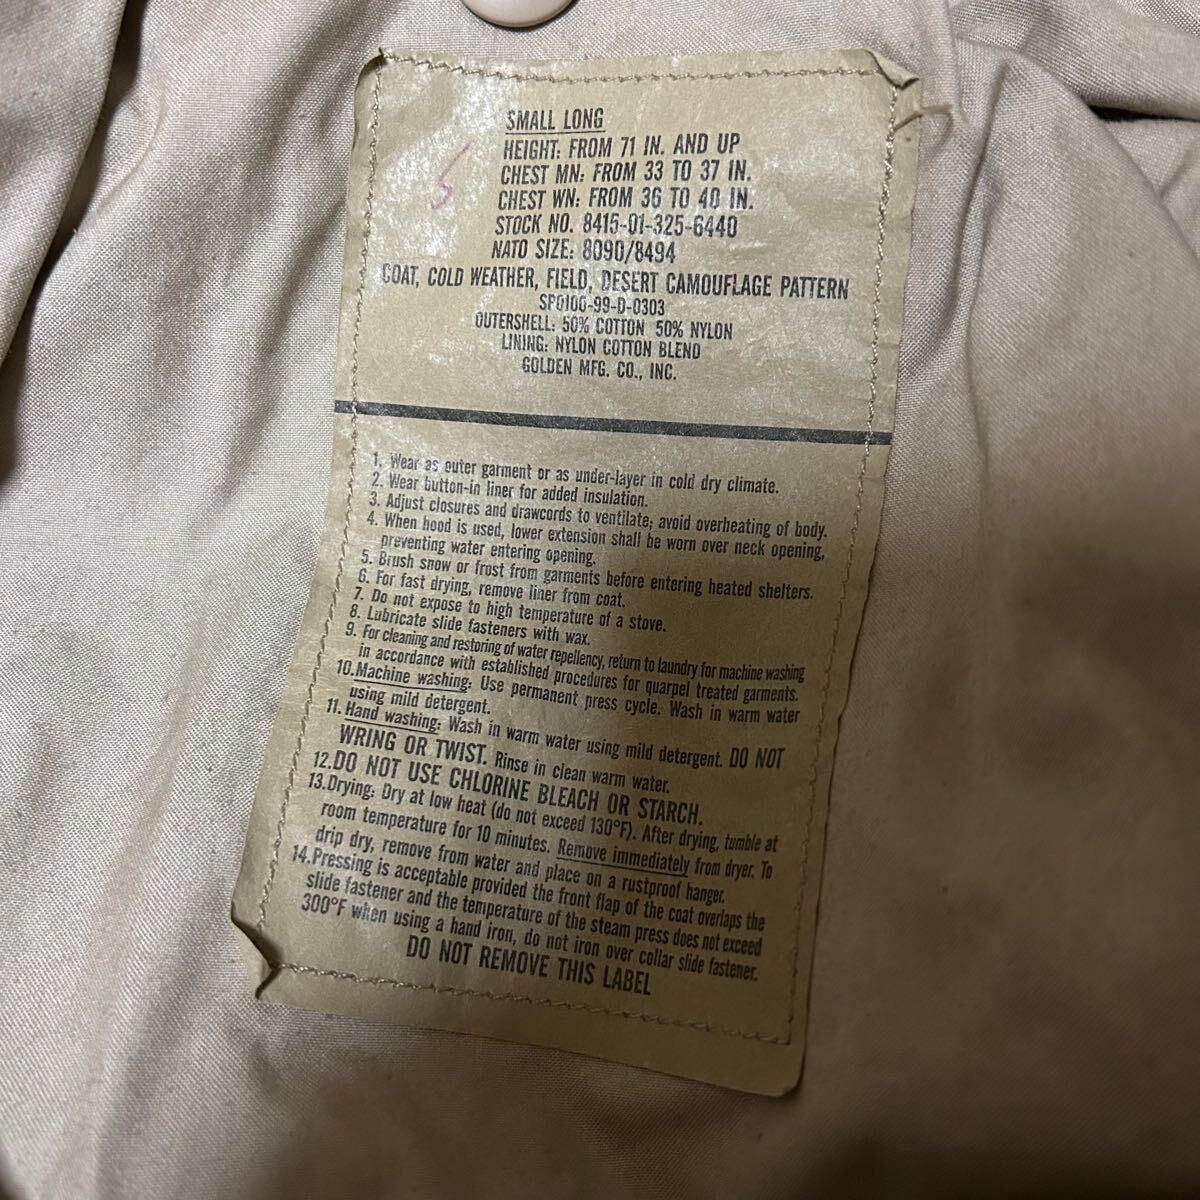 SMALL LONG
HEIGHT: FROM 71 IN. AND UP
CHEST MN: FROM 33 TO 37 IN.
CHEST WN: FROM 36 TO 40 IN.
STOCK NO. 8415-01-325-6440
NATO SIZE: 8090/8494
COAT, COLD WEATHER, FIELD, DESERT CAMOUFLAGE PATTERN
SPO100-99-D-0303
OUTERSHELL: 50% COTTON 50% NYLON
LINING: NYLON COTTON BLEND
GOLDEN MFG. CO., INC.
1. Wear as outer garment or as under-layer in cold dry climate.
2. Wear button-in liner for added insulation.
3. Adjust closures and drawcords to ventilate; avoid overheating of body.
4. When hood is used, lower extension shall be worn over neck opening,
preventing water entering opening.
5. Brush snow or frost from garments before entering heated shelters.
6. For fast drying, remove liner from coat.
7. Do not expose to high temperature of a stove.
8. Lubricate slide fasteners with wax.
9. For cleaning and restoring of water repellency, return to laundry for machine washing
in accordance with established procedures for quarpel treated garments.
10. Machine washing: Use permanent press cycle. Wash in warm water
using mild detergent.
11. Hand washing: Wash in warm water using mild detergent. DO NOT
WRING OR TWIST. Rinse in clean warm water.
12. DO NOT USE CHLORINE BLEACH OR STARCH.
13. Drying: Dry at low heat (do not exceed 130°F). After drying, tumble at
room temperature for 10 minutes. Remove immediately from dryer. To
drip dry, remove from water and place on a rustproof hanger.
14. Pressing is acceptable provided the front flap of the coat overlaps the
slide fastener and the temperature of the steam press does not exceed
300°F when using a hand iron, do not iron over collar slide fastener.
DO NOT REMOVE THIS LABEL